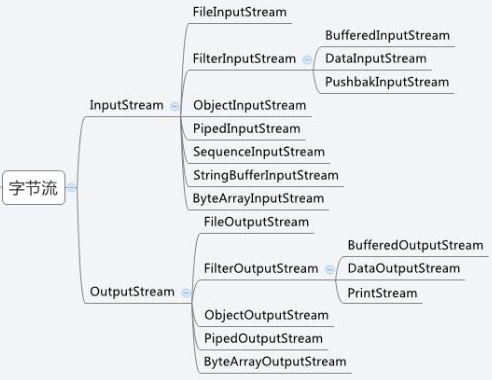 字节流
InputStream
FileInputStream
FilterInputStream
BufferedInputStream
DataInputStream
PushbakInputStream
ObjectInputStream
PipedInputStream
SequenceInputStream
StringBufferInputStream
ByteArrayInputStream
OutputStream
FileOutputStream
FilterOutputStream
BufferedOutputStream
DataOutputStream
PrintStream
ObjectOutputStream
PipedOutputStream
ByteArrayOutputStream